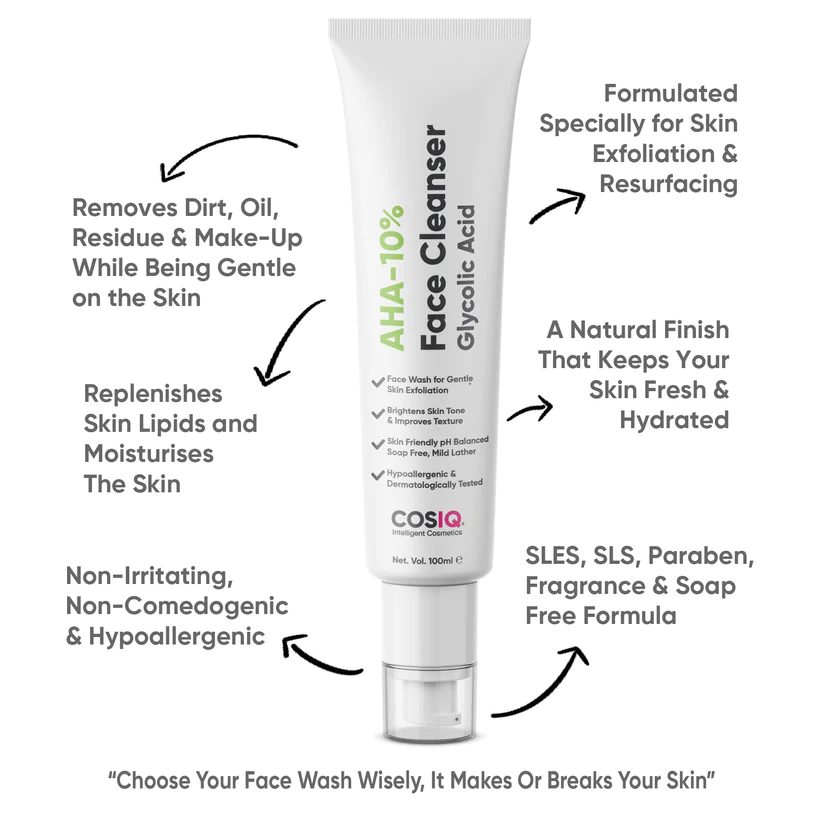 Formulated
Specially for Skin
Exfoliation &
Resurfacing
Removes Dirt, Oil,
Residue & Make-Up
While Being Gentle
on the Skin
A Natural Finish
That Keeps Your
Skin Fresh &
Hydrated
Replenishes
Skin Lipids and
Moisturises
The Skin
AHA-10%
Face Cleanser
Glycolic Acid
Face Wash for Gentle
Skin Exfoliation
Brightens Skin Tone
& Improves Texture
Skin Friendly pH Balanced
Soap Free, Mild Lather
Hypoallergenic &
Dermatologically Tested
COSIQ®
Intelligent Cosmetics
Net. Vol. 100ml ℮
SLES, SLS, Paraben,
Fragrance & Soap
Free Formula
Non-Irritating,
Non-Comedogenic
& Hypoallergenic
“Choose Your Face Wash Wisely, It Makes Or Breaks Your Skin”